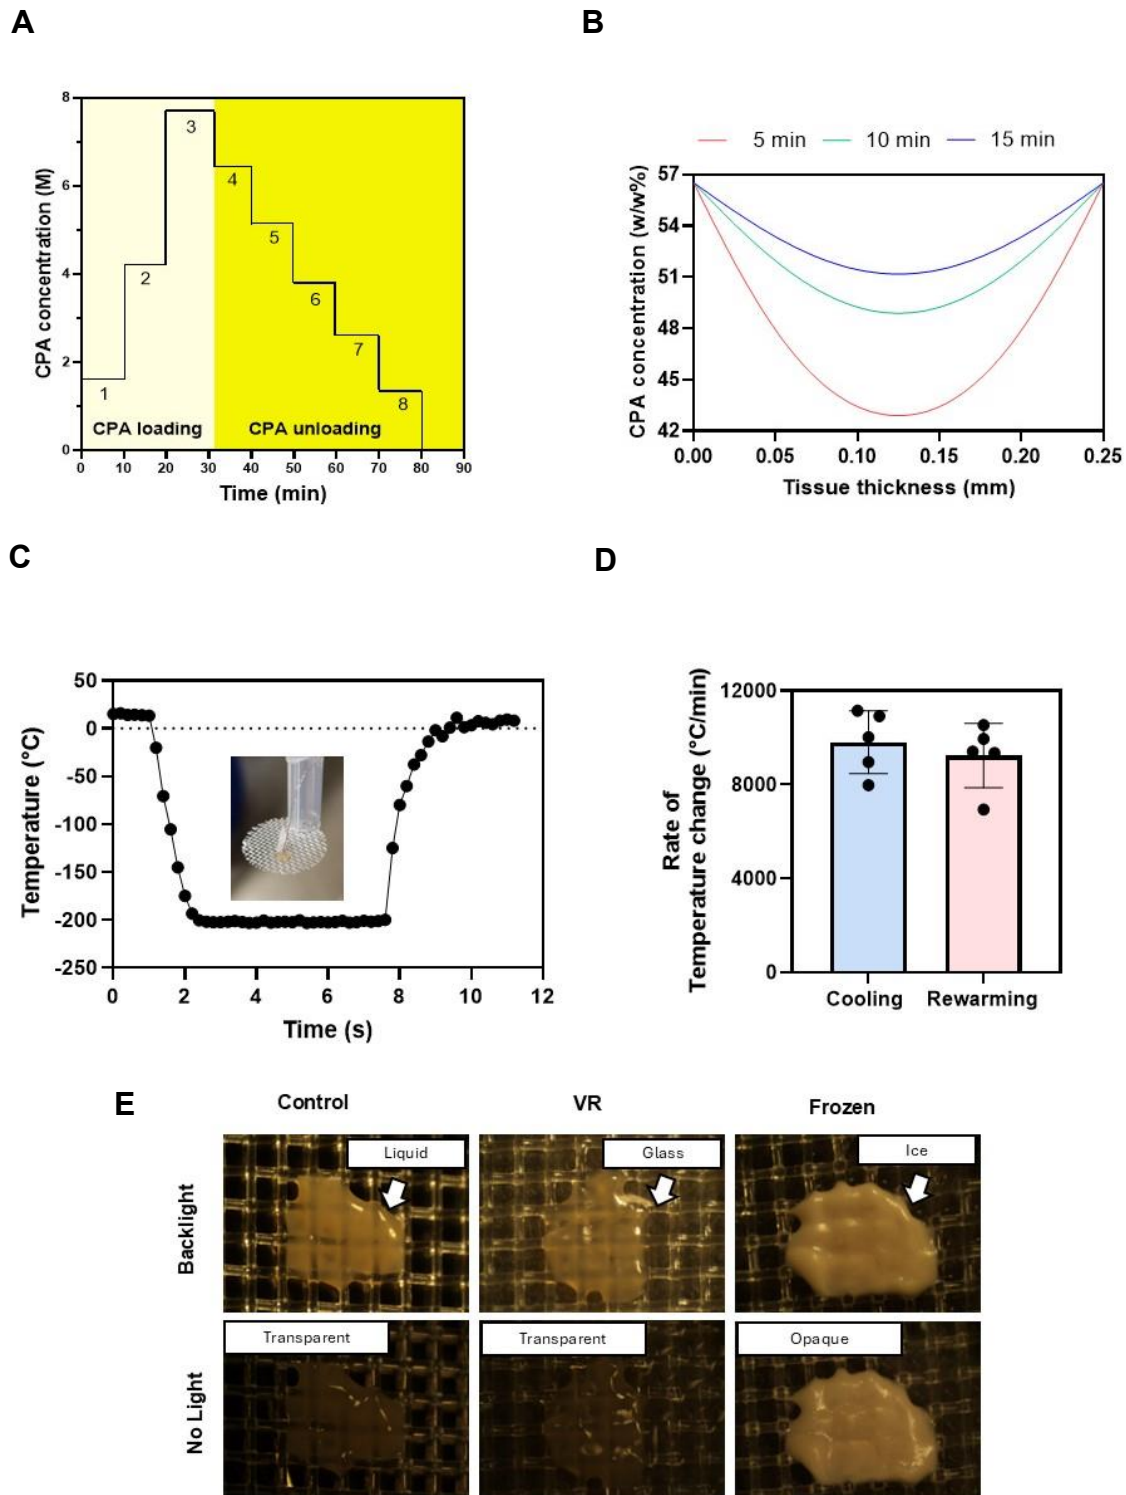 A
B
8
6
4
2
0
CPA concentration (M)
1
2
3
4
5
6
7
8
CPA loading
CPA unloading
0 10 20 30 40 50 60 70 80 90
Time (min)
5 min 10 min 15 min
57
54
51
48
45
42
CPA concentration (w/w%)
0.00 0.05 0.10 0.15 0.20 0.25
Tissue thickness (mm)
C
D
50
0
-50
-100
-150
-200
-250
Temperature (°C)
0 2 4 6 8 10 12
Time (s)
12000
8000
4000
0
Rate of
Temperature change (°C/min)
Cooling Rewarming
E
Control
VR
Frozen
Backlight
Liquid
Glass
Ice
No Light
Transparent
Transparent
Opaque